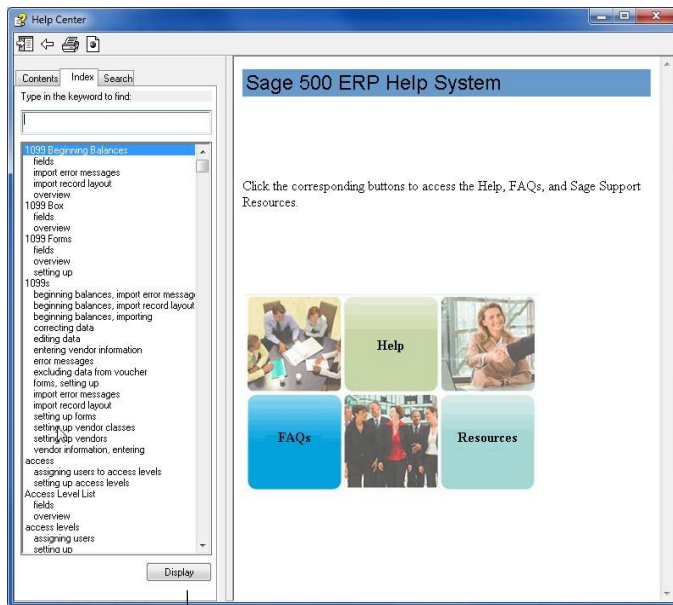 Help Center
Contents Index Search
Type in the keyword to find:
1099 Beginning Balances
fields
import error messages
import record layout
overview
1099 Box
fields
overview
1099 Forms
fields
overview
setting up
1099s
beginning balances, import error messag
beginning balances, import record layout
beginning balances, importing
correcting data
editing data
entering vendor information
error messages
excluding data from voucher
forms, setting up
import error messages
import record layout
setting up forms
setting up vendor classes
setting up vendors
vendor information, entering
access
assigning users to access levels
setting up access levels
Access Level List
fields
overview
access levels
assigning users
setting up
Display
Sage 500 ERP Help System
Click the corresponding buttons to access the Help, FAQs, and Sage Support
Resources.
Help
FAQs
Resources